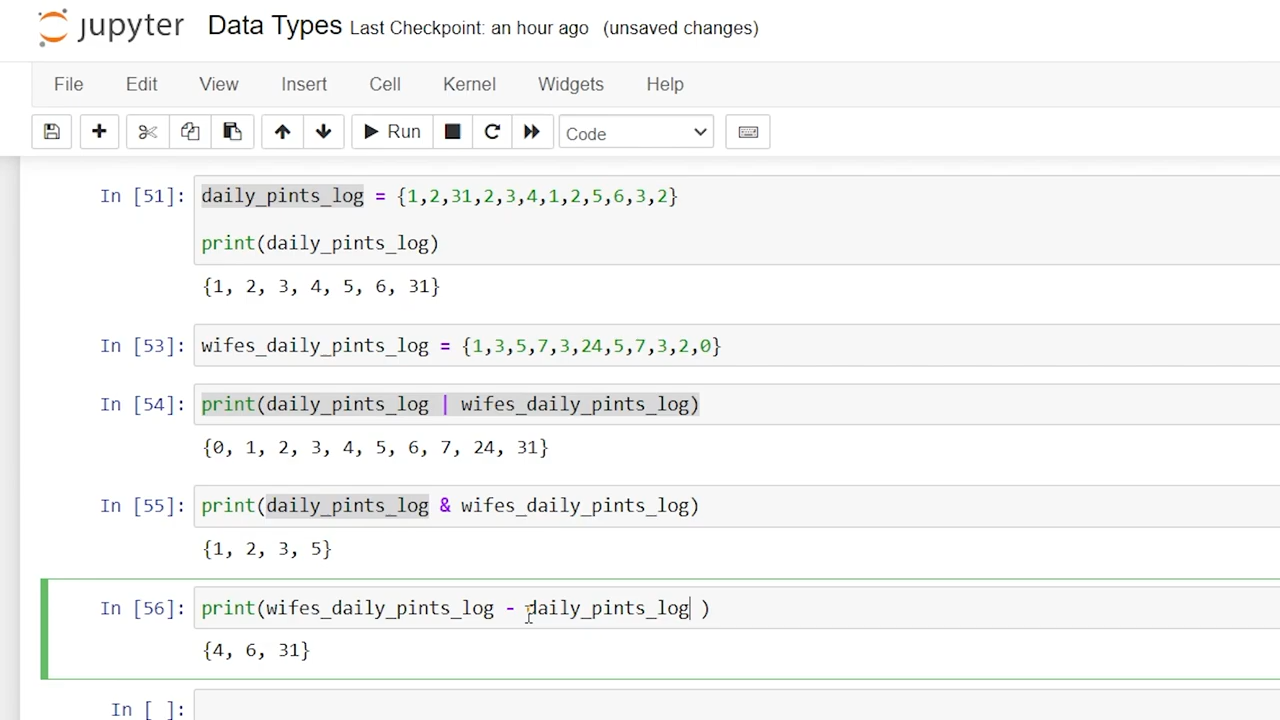 jupyter Data Types Last Checkpoint: an hour ago (unsaved changes)
File Edit View Insert Cell Kernel Widgets Help
Run Code
In [51]: daily_pints_log = {1,2,31,2,3,4,1,2,5,6,3,2}
print(daily_pints_log)
{1, 2, 3, 4, 5, 6, 31}
In [53]: wifes_daily_pints_log = {1,3,5,7,3,24,5,7,3,2,0}
In [54]: print(daily_pints_log | wifes_daily_pints_log)
{0, 1, 2, 3, 4, 5, 6, 7, 24, 31}
In [55]: print(daily_pints_log & wifes_daily_pints_log)
{1, 2, 3, 5}
In [56]: print(wifes_daily_pints_log - daily_pints_log )
{4, 6, 31}
In [ ]: